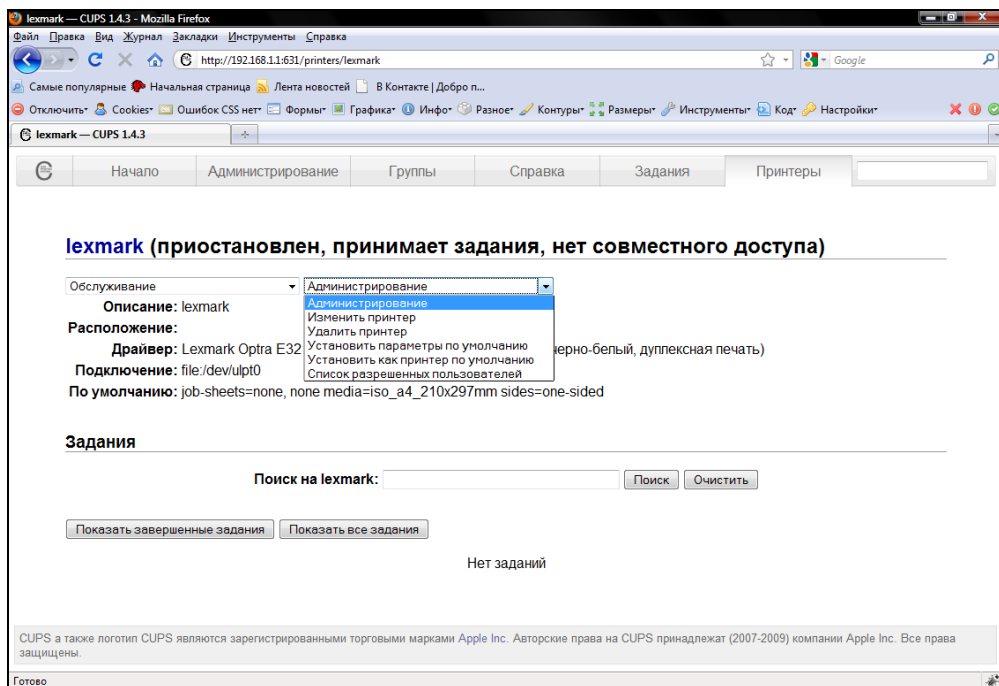 lexmark — CUPS 1.4.3 - Mozilla Firefox
Файл Правка Вид Журнал Закладки Инструменты Справка
http://192.168.1.1:631/printers/lexmark
Google
Самые популярные Начальная страница Лента новостей В Контакте | Добро п...
Отключить Cookies Ошибок CSS нет Формы Графика Инфо Разное Контуры Размеры Инструменты Код Настройки
lexmark — CUPS 1.4.3
Начало Администрирование Группы Справка Задания Принтеры
lexmark (приостановлен, принимает задания, нет совместного доступа)
Обслуживание Администрирование
Администрирование
Изменить принтер
Удалить принтер
Установить параметры по умолчанию
Установить как принтер по умолчанию
Список разрешенных пользователей
Описание: lexmark
Расположение:
Драйвер: Lexmark Optra E32 черно-белый, дуплексная печать)
Подключение: file:/dev/ulpt0
По умолчанию: job-sheets=none, none media=iso_a4_210x297mm sides=one-sided
Задания
Поиск на lexmark: Поиск Очистить
Показать завершенные задания Показать все задания
Нет заданий
CUPS а также логотип CUPS являются зарегистрированными торговыми марками Apple Inc. Авторские права на CUPS принадлежат (2007-2009) компании Apple Inc. Все права
защищены.
Готово